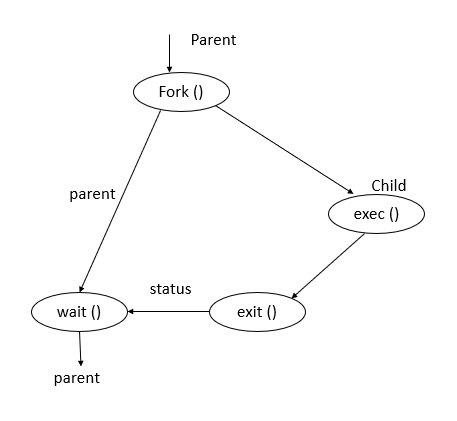 Parent
Fork ()
parent
Child
exec ()
status
wait ()
exit ()
parent